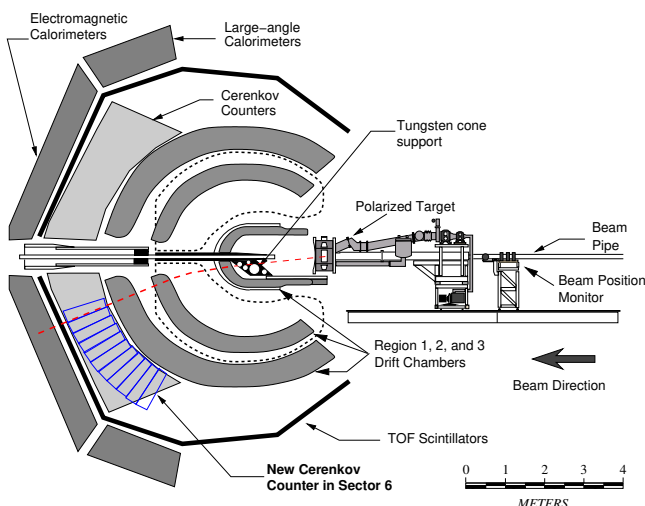 Electromagnetic
Calorimeters
Large−angle
Calorimeters
Cerenkov
Counters
Tungsten cone
support
Polarized Target
Beam
Pipe
Beam Position
Monitor
Region 1, 2, and 3
Drift Chambers
Beam Direction
TOF Scintillators
New Cerenkov
Counter in Sector 6
0 1 2 3 4
METERS